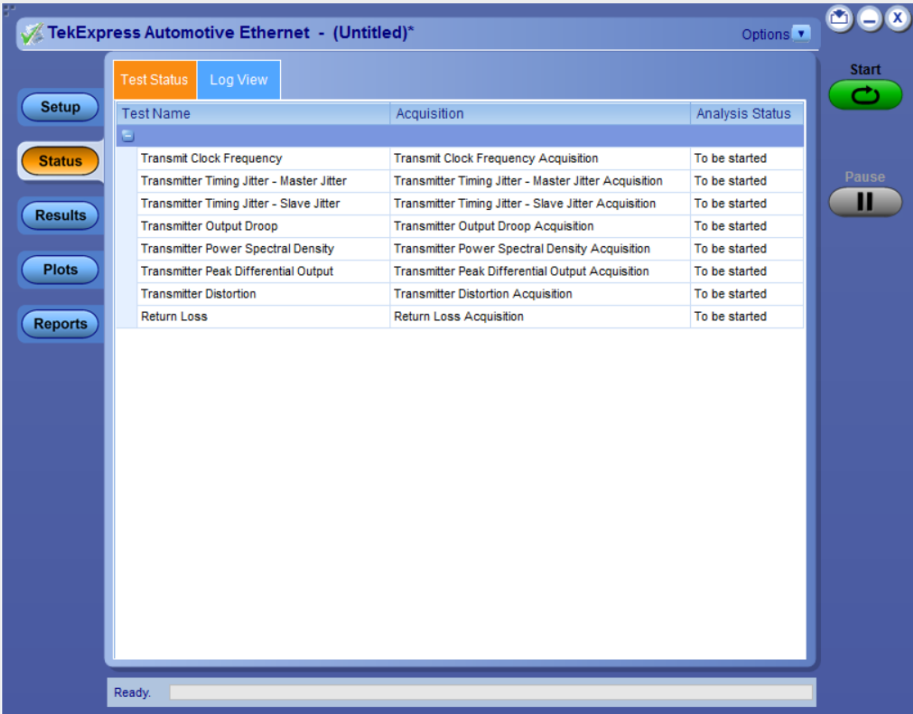 TekExpress Automotive Ethernet - (Untitled)*
Options
Start
Pause
Setup
Status
Results
Plots
Reports
Test Status Log View
Test Name Acquisition Analysis Status
Transmit Clock Frequency Transmit Clock Frequency Acquisition To be started
Transmitter Timing Jitter - Master Jitter Transmitter Timing Jitter - Master Jitter Acquisition To be started
Transmitter Timing Jitter - Slave Jitter Transmitter Timing Jitter - Slave Jitter Acquisition To be started
Transmitter Output Droop Transmitter Output Droop Acquisition To be started
Transmitter Power Spectral Density Transmitter Power Spectral Density Acquisition To be started
Transmitter Peak Differential Output Transmitter Peak Differential Output Acquisition To be started
Transmitter Distortion Transmitter Distortion Acquisition To be started
Return Loss Return Loss Acquisition To be started
Ready.